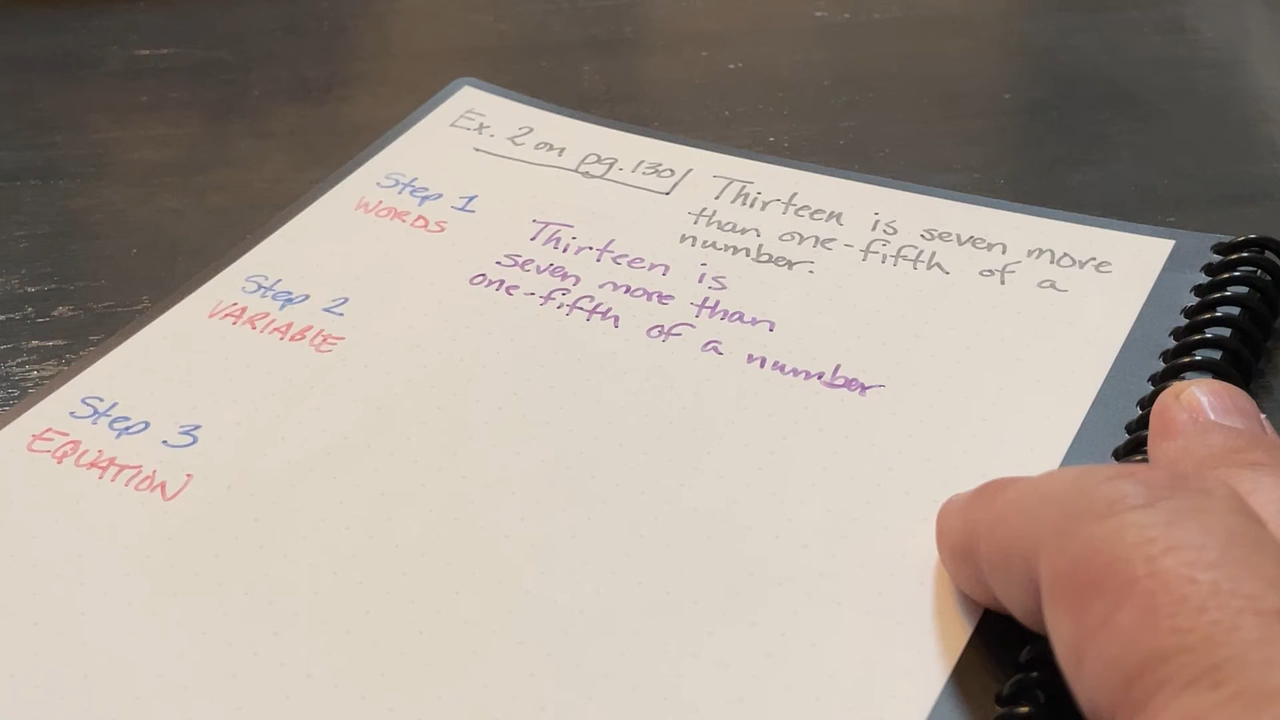 Ex. 2 on pg. 130
Thirteen is seven more
than one-fifth of a
number.
Step 1
WORDS
Thirteen is
seven more than
one-fifth of a number
Step 2
VARIABLE
Step 3
EQUATION